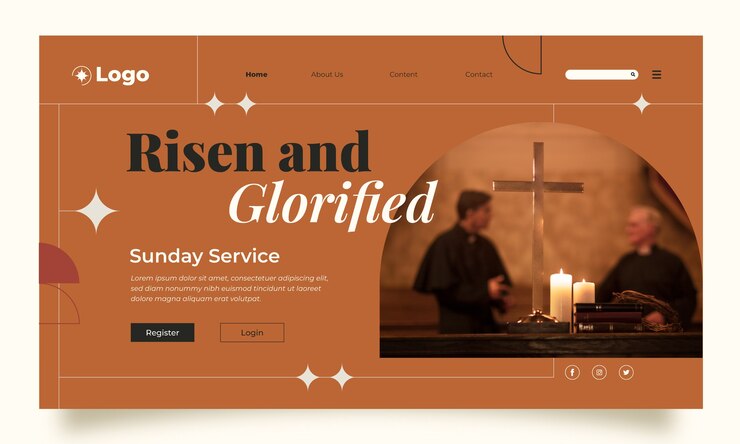 Logo
Home About Us Content Contact
Risen and
Glorified
Sunday Service
Lorem ipsum dolor sit amet, consectetuer adipiscing elit,
sed diam nonummy nibh euismod tincidunt ut laoreet
dolore magna aliquam erat volutpat.
Register Login